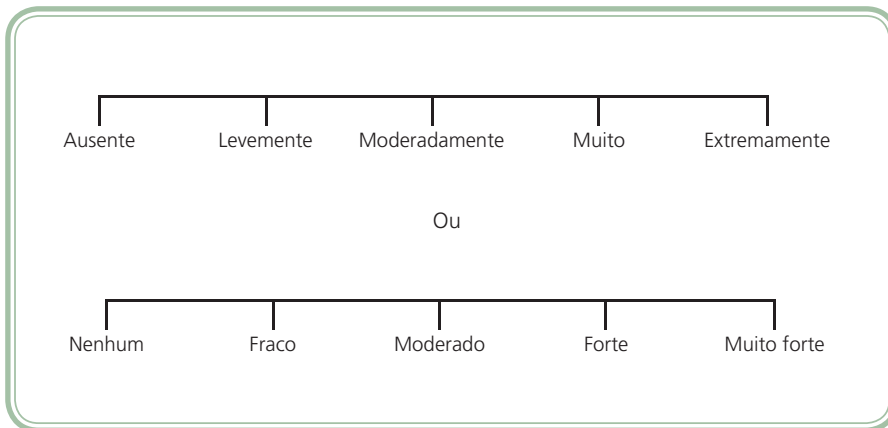 Ausente Levemente Moderadamente Muito Extremamente
Ou
Nenhum Fraco Moderado Forte Muito forte